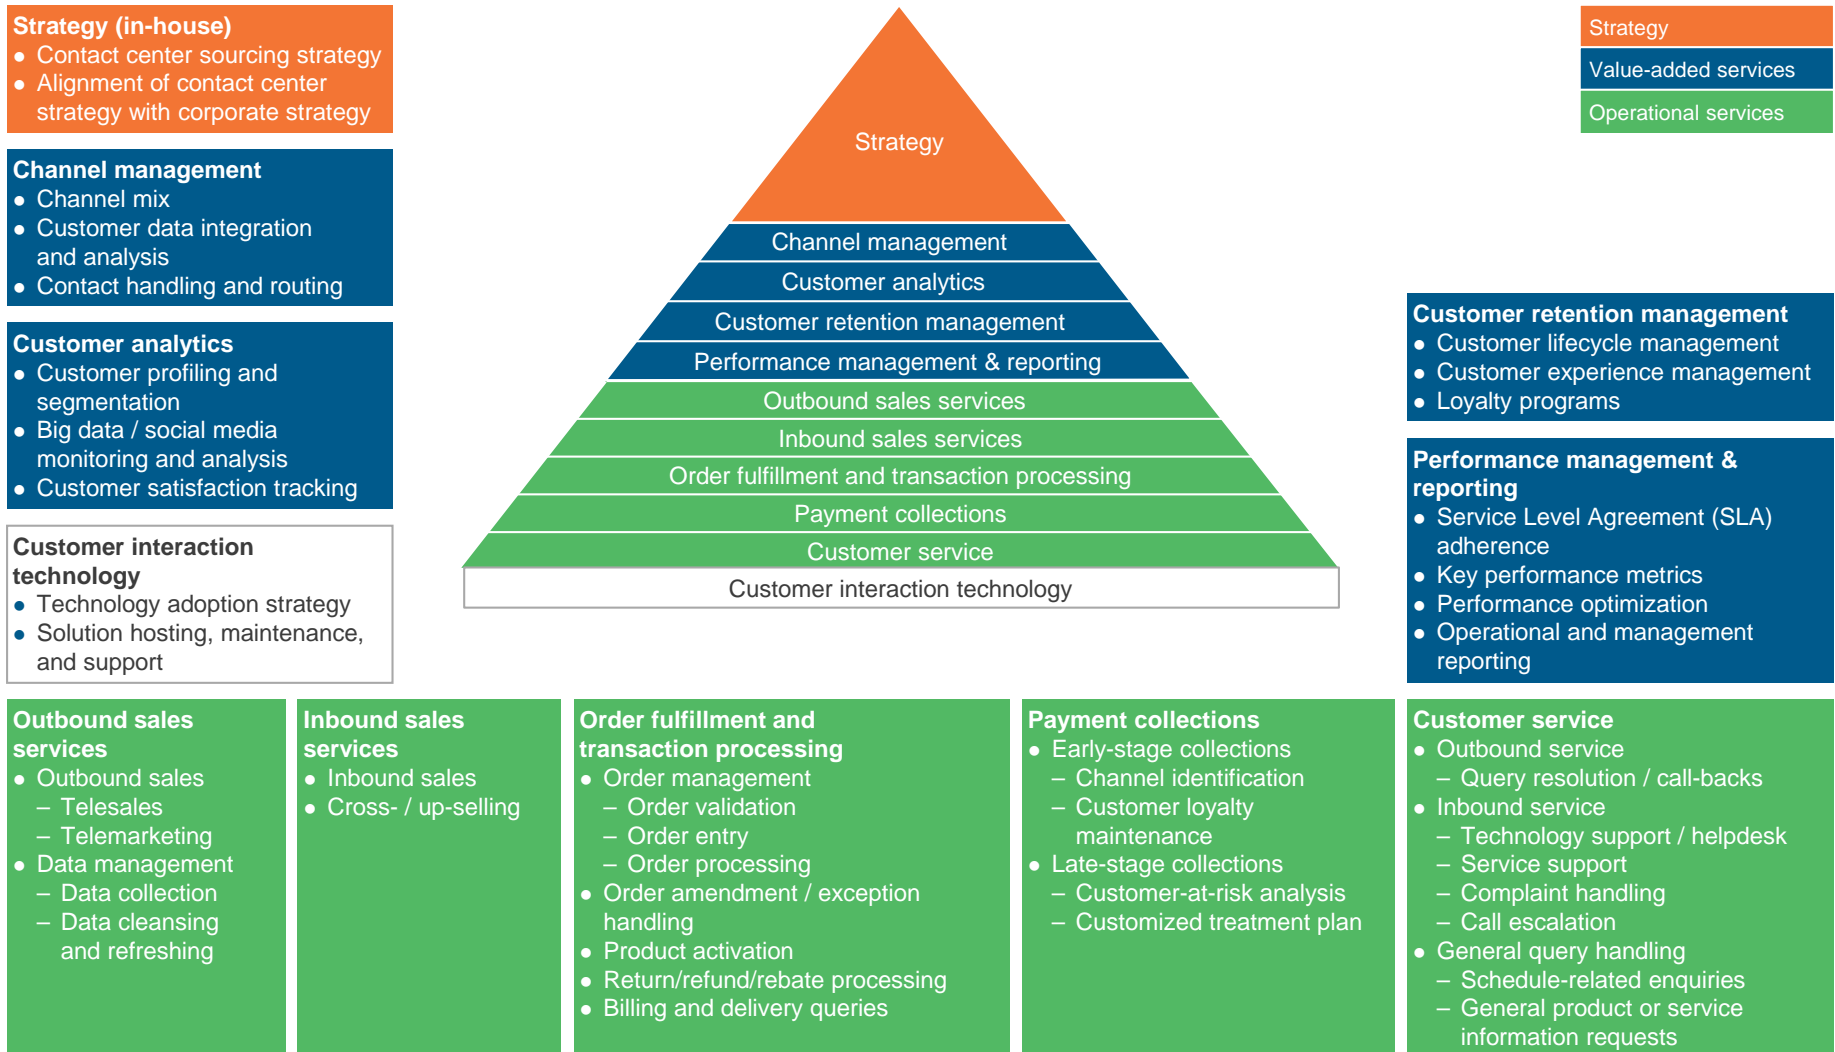 Strategy (in-house)
● Contact center sourcing strategy
● Alignment of contact center
strategy with corporate strategy
Channel management
● Channel mix
● Customer data integration
and analysis
● Contact handling and routing
Customer analytics
● Customer profiling and
segmentation
● Big data / social media
monitoring and analysis
● Customer satisfaction tracking
Customer interaction
technology
● Technology adoption strategy
● Solution hosting, maintenance,
and support
Strategy
Channel management
Customer analytics
Customer retention management
Performance management & reporting
Outbound sales services
Inbound sales services
Order fulfillment and transaction processing
Payment collections
Customer service
Customer interaction technology
Strategy
Value-added services
Operational services
Customer retention management
● Customer lifecycle management
● Customer experience management
● Loyalty programs
Performance management &
reporting
● Service Level Agreement (SLA)
adherence
● Key performance metrics
● Performance optimization
● Operational and management
reporting
Outbound sales
services
● Outbound sales
– Telesales
– Telemarketing
● Data management
– Data collection
– Data cleansing
and refreshing
Inbound sales
services
● Inbound sales
● Cross- / up-selling
Order fulfillment and
transaction processing
● Order management
– Order validation
– Order entry
– Order processing
● Order amendment / exception
handling
● Product activation
● Return/refund/rebate processing
● Billing and delivery queries
Payment collections
● Early-stage collections
– Channel identification
– Customer loyalty
maintenance
● Late-stage collections
– Customer-at-risk analysis
– Customized treatment plan
Customer service
● Outbound service
– Query resolution / call-backs
● Inbound service
– Technology support / helpdesk
– Service support
– Complaint handling
– Call escalation
● General query handling
– Schedule-related enquiries
– General product or service
information requests